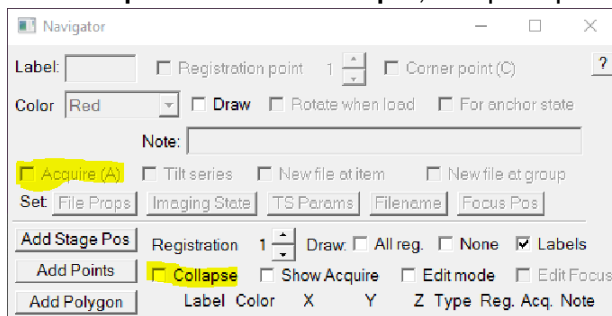 Navigator
Label: Registration point 1 Corner point (C) ?
Color Red Draw Rotate when load For anchor state
Note:
Acquire (A) Tilt series New file at item New file at group
Set: File Props Imaging State TS Params Filename Focus Pos
Add Stage Pos Registration 1 Draw: All reg. None Labels
Add Points Collapse Show Acquire Edit mode Edit Focus
Add Polygon Label Color X Y Z Type Reg. Acq. Note